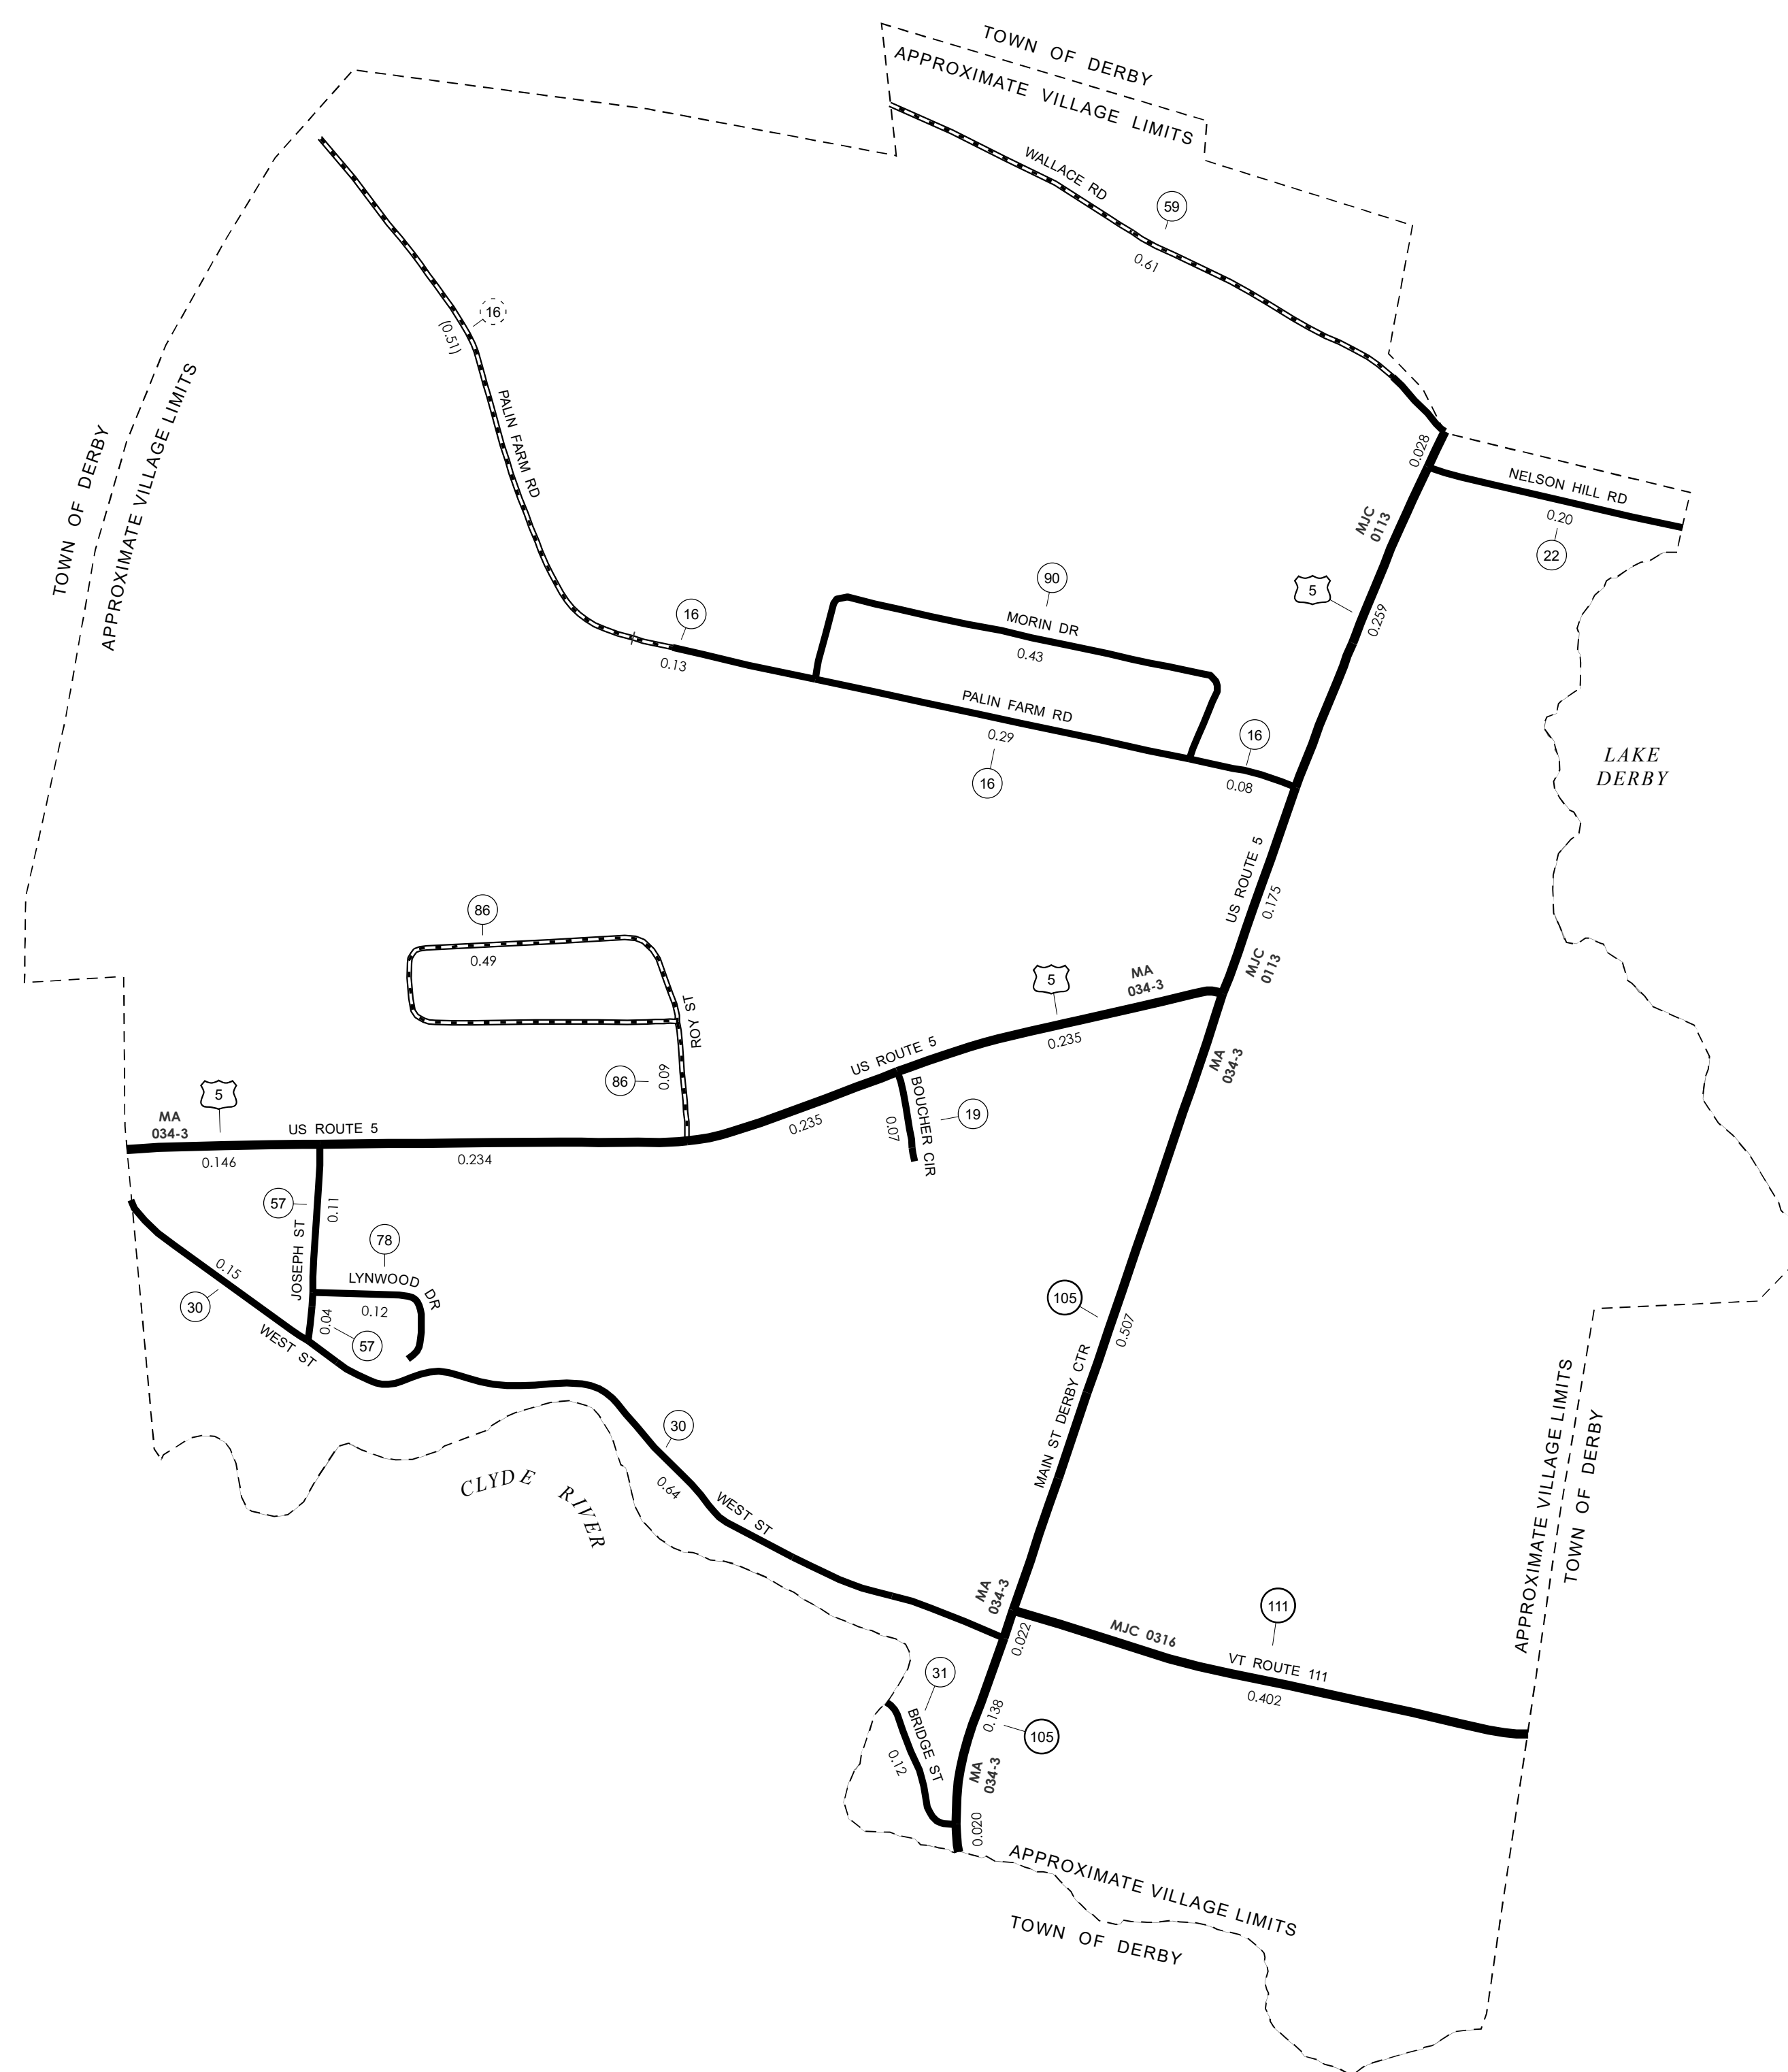 TOWN OF DERBY
APPROXIMATE VILLAGE LIMITS
WALLACE RD
59
0.61
16
(0.51)
PALIN FARM RD
TOWN OF DERBY
APPROXIMATE VILLAGE LIMITS
0.028
NELSON HILL RD
0.20
22
MJC
0113
5
0.259
90
MORIN DR
0.43
16
0.13
PALIN FARM RD
0.29
16
16
0.08
LAKE
DERBY
US ROUTE 5
0.175
MJC
0113
86
0.49
ROY ST
86
0.09
5
MA
034-3
US ROUTE 5
0.235
MA
034-3
5
MA
034-3
US ROUTE 5
0.146
0.234
0.235
BOUCHER CIR
19
0.07
57
0.11
JOSEPH ST
78
LYNWOOD DR
0.12
0.04
57
0.15
30
WEST ST
105
0.507
MAIN ST DERBY CTR
30
0.64
WEST ST
CLYDE RIVER
APPROXIMATE VILLAGE LIMITS
TOWN OF DERBY
MA
034-3
0.022
MJC 0316
111
VT ROUTE 111
0.402
31
BRIDGE ST
0.12
0.138
105
MA
034-3
0.020
APPROXIMATE VILLAGE LIMITS
TOWN OF DERBY